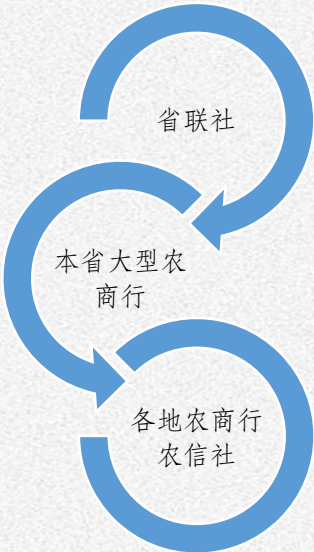 省联社
本省大型农
商行
各地农商行
农信社